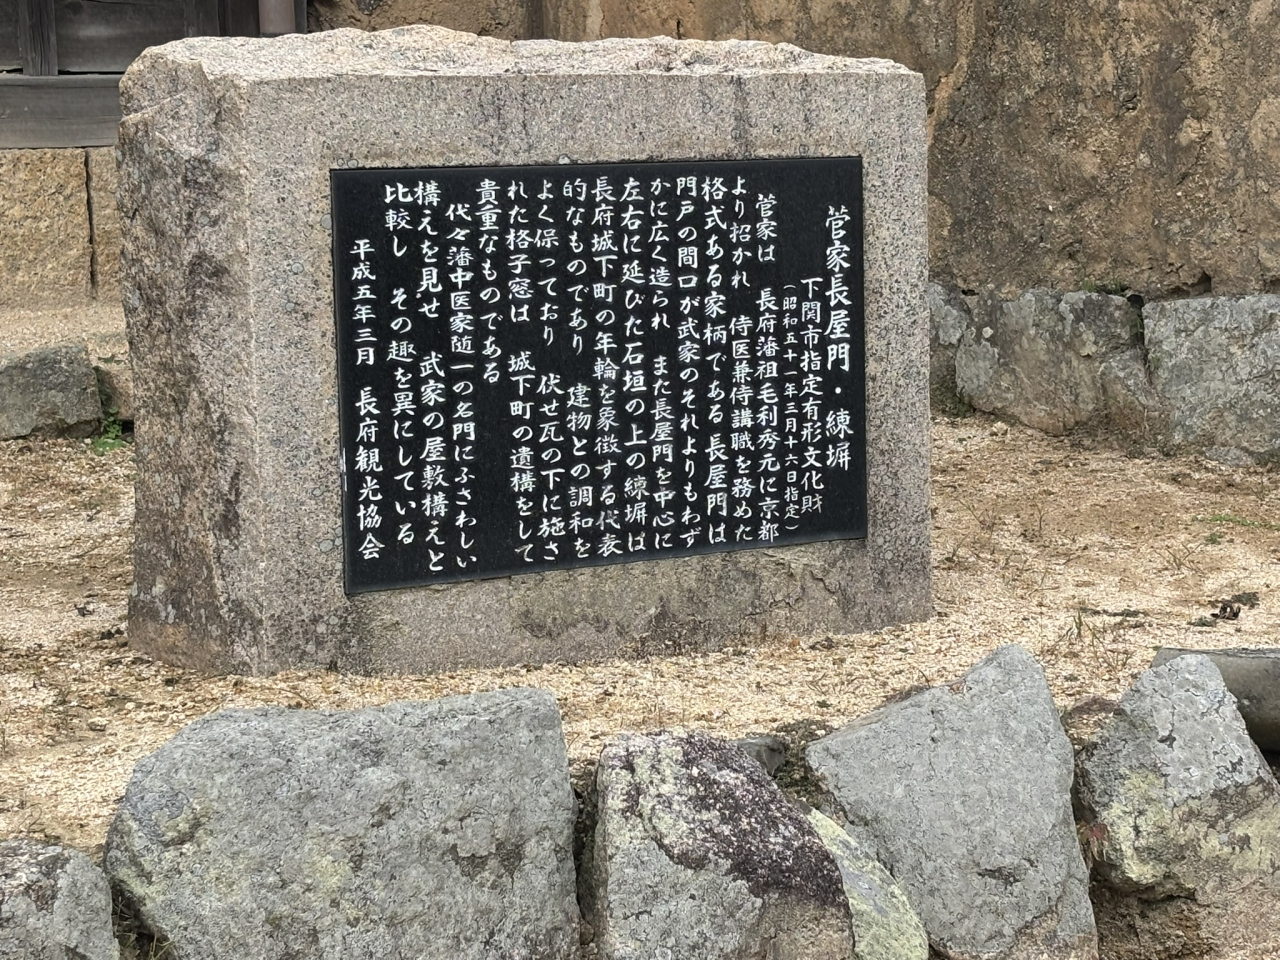 菅家長屋門・練塀
下関市指定有形文化財
(昭和五十一年三月十六日指定)
菅家は 長府藩祖毛利秀元に京都
より招かれ 侍医兼侍講職を務めた
格式ある家柄である 長屋門は
門戸の間口が武家のそれよりもわず
かに広く造られ また長屋門を中心に
左右に延びた石垣の上の練塀は
長府城下町の年輪を象徴する代表
的なものであり 建物との調和を
よく保っており 伏せ瓦の下に施さ
れた格子窓は 城下町の遺構をして
貴重なものである
代々藩中医家随一の名門にふさわしい
構えを見せ 武家の屋敷構えと
比較し その趣を異にしている
平成五年三月 長府観光協会